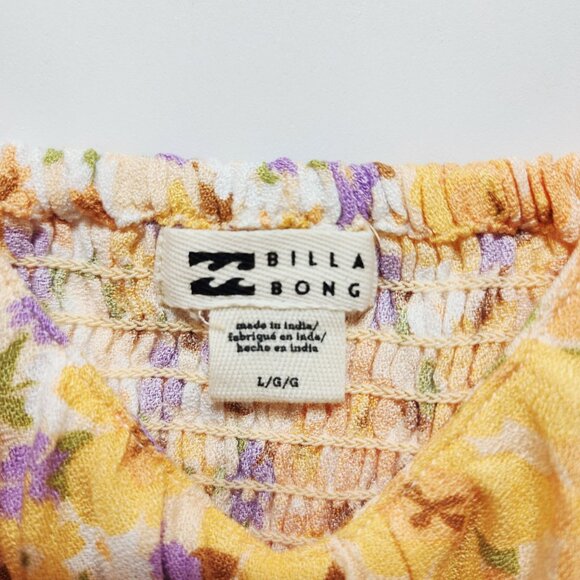 BILLA
BONG
made in india/
fabriqué en inde/
hecho en india
L/G/G